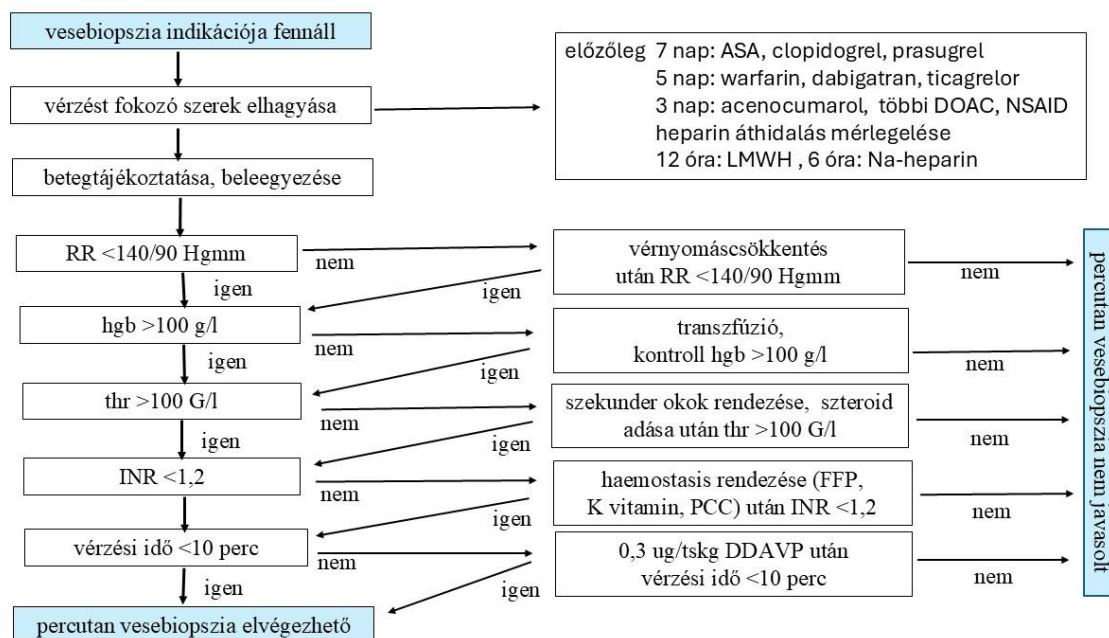 vesebiopszia indikációja fennáll
vérzést fokozó szerek elhagyása
előzőleg 7 nap: ASA, clopidogrel, prasugrel
5 nap: warfarin, dabigatran, ticagrelor
3 nap: acenocumarol, többi DOAC, NSAID
heparin áthidalás mérlegelése
12 óra: LMWH , 6 óra: Na-heparin
betegtájékoztatása, beleegyezése
RR <140/90 Hgmm
nem
igen
vérnyomáscsökkentés
után RR <140/90 Hgmm
nem
igen
hgb >100 g/l
nem
igen
transzfúzió,
kontroll hgb >100 g/l
nem
igen
thr >100 G/l
nem
igen
szekunder okok rendezése, szteroid
adása után thr >100 G/l
nem
igen
INR <1,2
nem
haemostasis rendezése (FFP,
K vitamin, PCC) után INR <1,2
nem
igen
vérzési idő <10 perc
nem
igen
0,3 ug/tskg DDAVP után
vérzési idő <10 perc
nem
igen
percutan vesebiopszia elvégezhető
percutan vesebiopszia nem javasolt